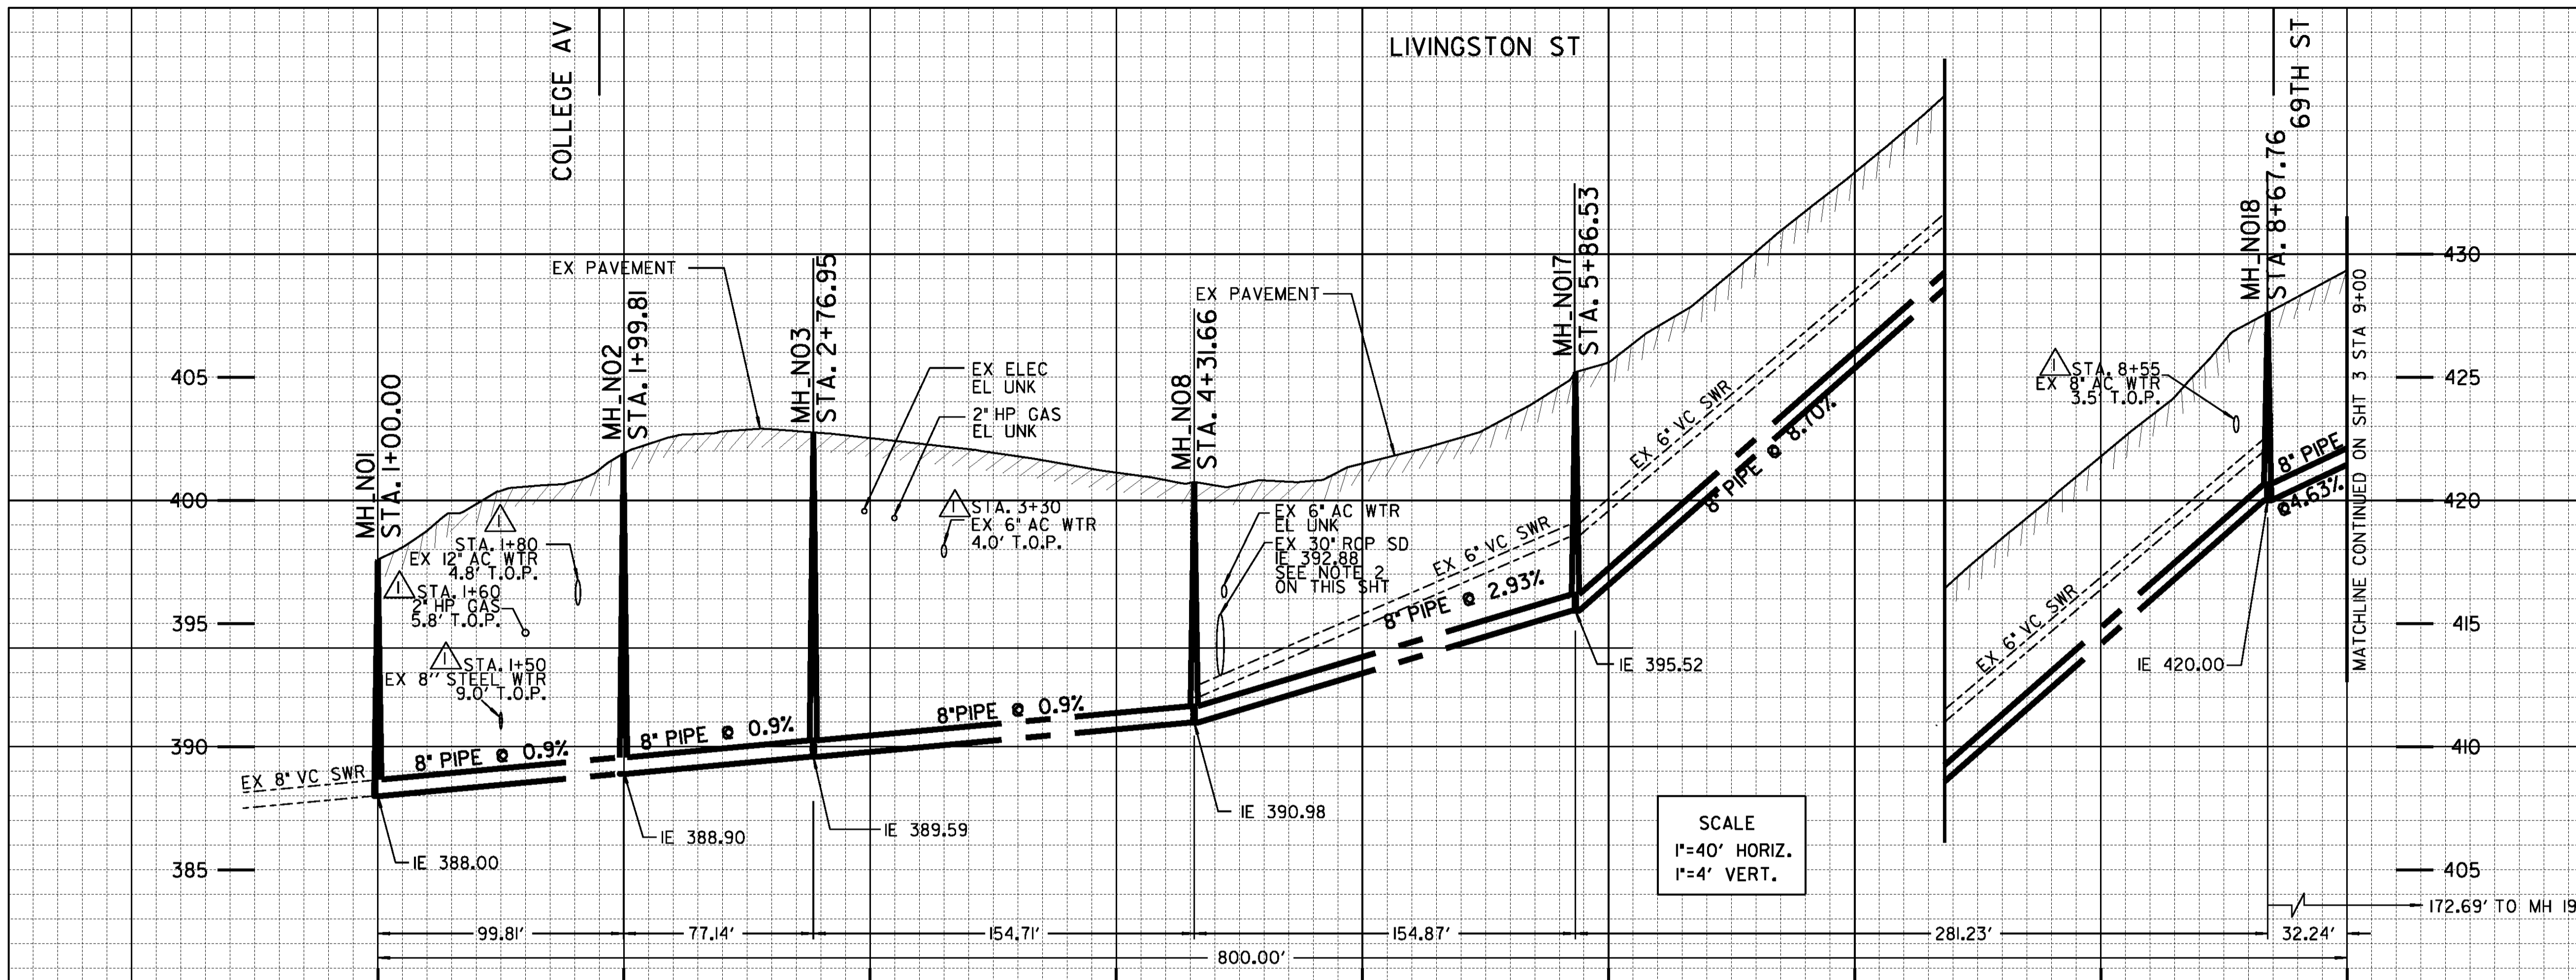 COLLEGE AV
LIVINGSTON ST
69TH ST
MH_N01
STA. 1+00.00
MH_N02
STA. 1+99.81
MH_N03
STA. 2+76.95
MH_N08
STA. 4+31.66
MH_N017
STA. 5+86.53
MH_N018
STA. 8+67.76
MATCHLINE CONTINUED ON SHT 3 STA 9+00
EX PAVEMENT
EX PAVEMENT
405
400
395
390
385
430
425
420
415
410
405
1
STA. 1+80
EX 12" AC WTR
4.8' T.O.P.
1
STA. 1+60
2" HP GAS
5.8' T.O.P.
1
STA. 1+50
EX 8" STEEL WTR
9.0' T.O.P.
EX ELEC
EL UNK
2" HP GAS
EL UNK
1
STA. 3+30
EX 6" AC WTR
4.0' T.O.P.
EX 6" AC WTR
EL UNK
EX 30" RCP SD
IE 392.88
SEE NOTE 2
ON THIS SHT
1
STA. 8+55
EX 8" AC WTR
3.5' T.O.P.
EX 8" VC SWR
8" PIPE @ 0.9%
8" PIPE @ 0.9%
8" PIPE @ 0.9%
EX 6" VC SWR
8" PIPE @ 2.93%
EX 6" VC SWR
8" PIPE @ 8.70%
EX 6" VC SWR
8" PIPE
@4.63%
IE 388.00
IE 388.90
IE 389.59
IE 390.98
IE 395.52
IE 420.00
SCALE
1"=40' HORIZ.
1"=4' VERT.
172.69' TO MH 19
99.81'
77.14'
154.71'
154.87'
281.23'
32.24'
800.00'